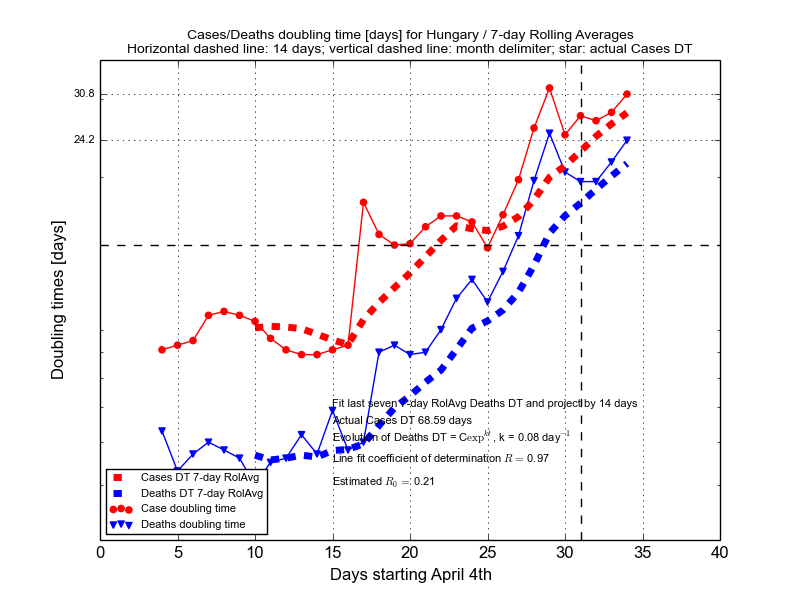 Cases/Deaths doubling time [days] for Hungary / 7-day Rolling Averages
Horizontal dashed line: 14 days; vertical dashed line: month delimiter; star: actual Cases DT
30.8
24.2
Doubling times [days]
Fit last seven 7-day RolAvg Deaths DT and project by 14 days
Actual Cases DT 68.59 days
Evolution of Deaths DT = Cexp^{kt}, k = 0.08 day^{-1}
Line fit coefficient of determination R = 0.97
Estimated R_0 = 0.21
Cases DT 7-day RolAvg
Deaths DT 7-day RolAvg
Case doubling time
Deaths doubling time
0 5 10 15 20 25 30 35 40
Days starting April 4th